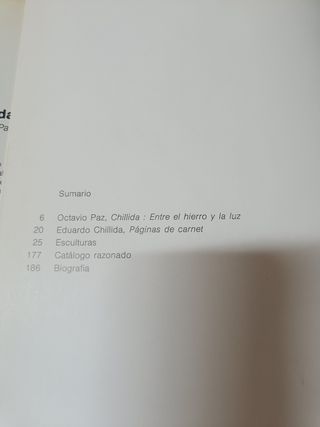 Sumario
6 Octavio Paz, Chillida : Entre el hierro y la luz
20 Eduardo Chillida, Páginas de carnet
25 Esculturas
177 Catálogo razonado
186 Biografía